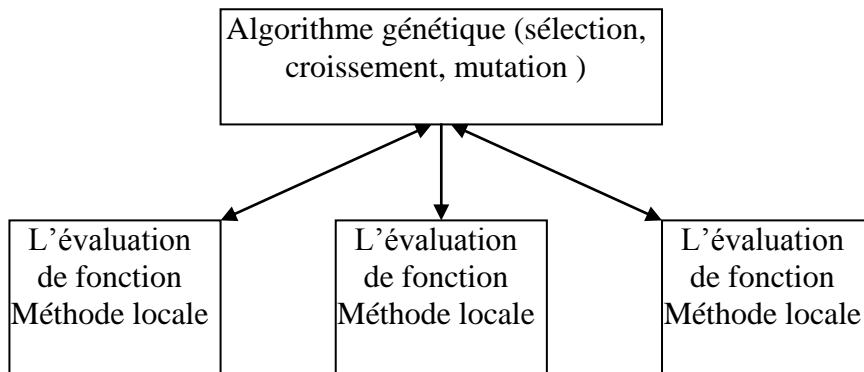 Algorithme génétique (sélection,
croissement, mutation )
L’évaluation
de fonction
Méthode locale
L’évaluation
de fonction
Méthode locale
L’évaluation
de fonction
Méthode locale